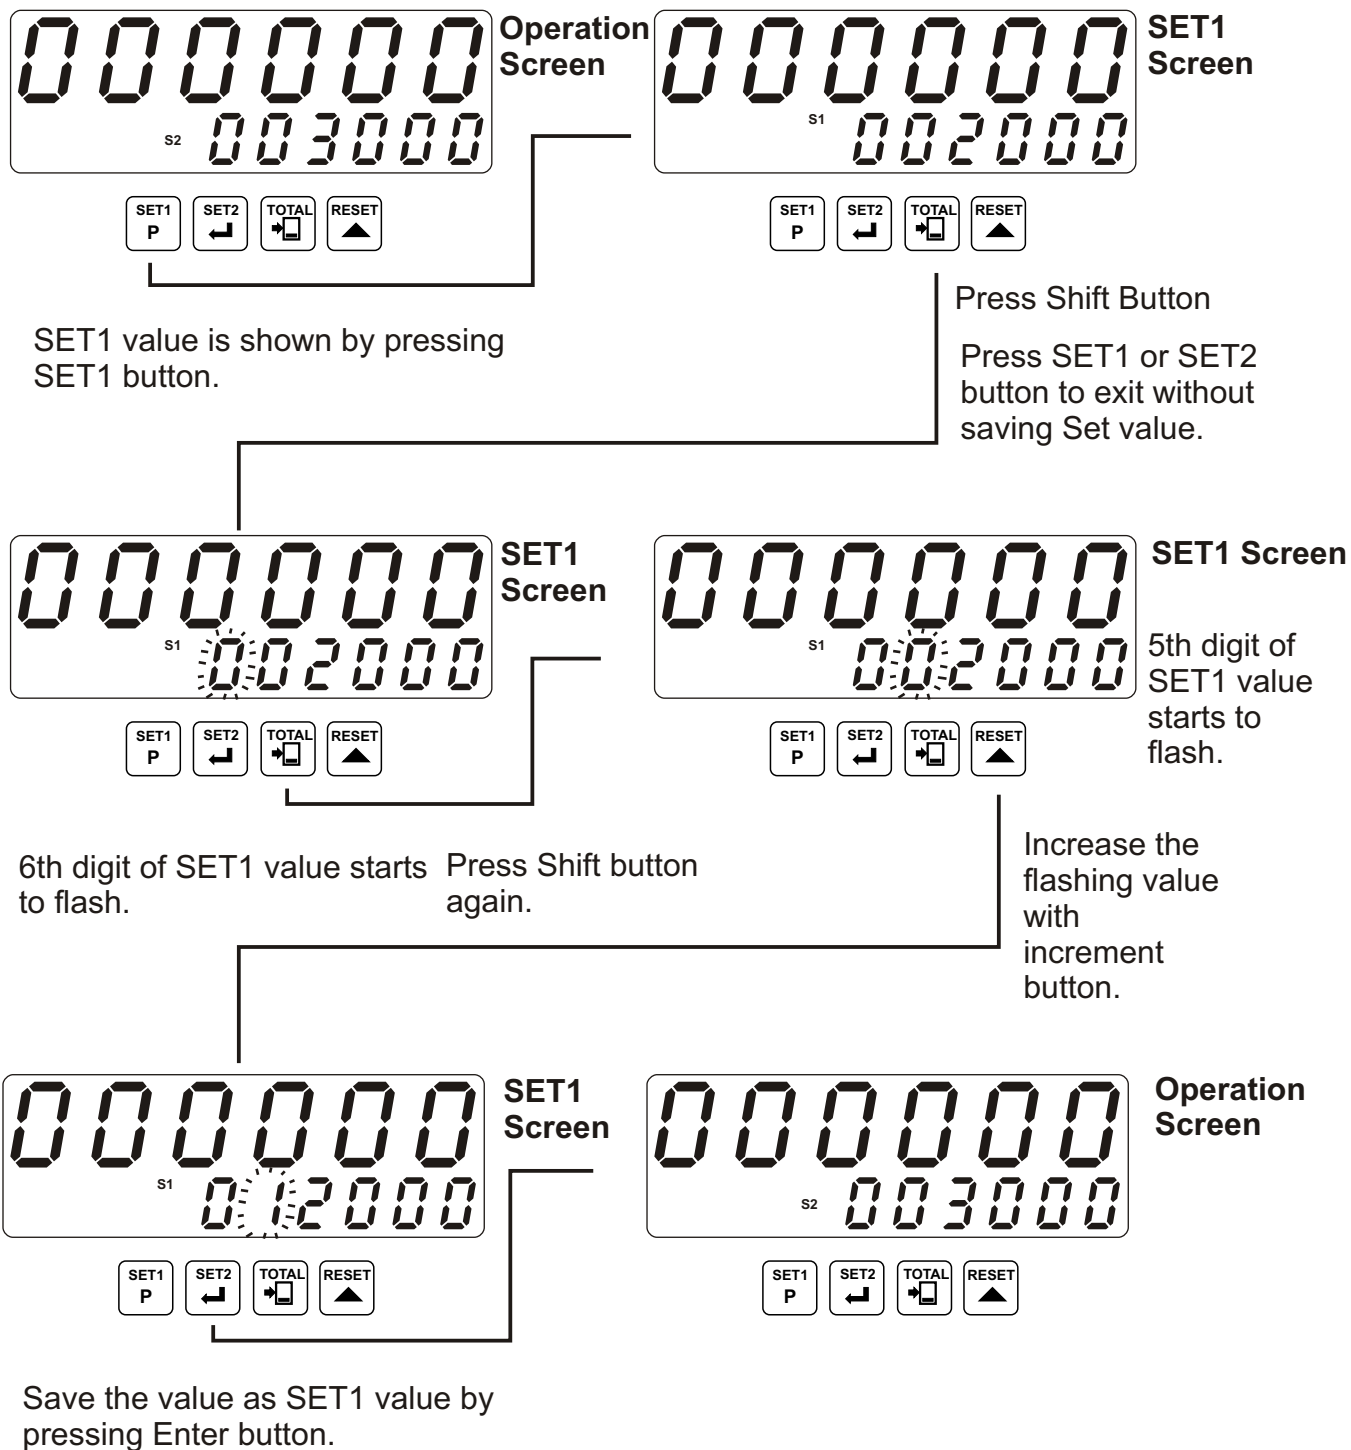 000000
Operation
Screen
S2 003000
SET1 SET2 TOTAL RESET
P
SET1 value is shown by pressing
SET1 button.
000000
SET1
Screen
S1 002000
SET1 SET2 TOTAL RESET
P
Press Shift Button
Press SET1 or SET2
button to exit without
saving Set value.
000000
SET1
Screen
S1 002000
SET1 SET2 TOTAL RESET
P
6th digit of SET1 value starts
to flash.
Press Shift button
again.
000000
SET1 Screen
S1 002000
5th digit of
SET1 value
starts to
flash.
SET1 SET2 TOTAL RESET
P
Increase the
flashing value
with
increment
button.
000000
SET1
Screen
S1 012000
SET1 SET2 TOTAL RESET
P
Save the value as SET1 value by
pressing Enter button.
000000
Operation
Screen
S2 003000
SET1 SET2 TOTAL RESET
P